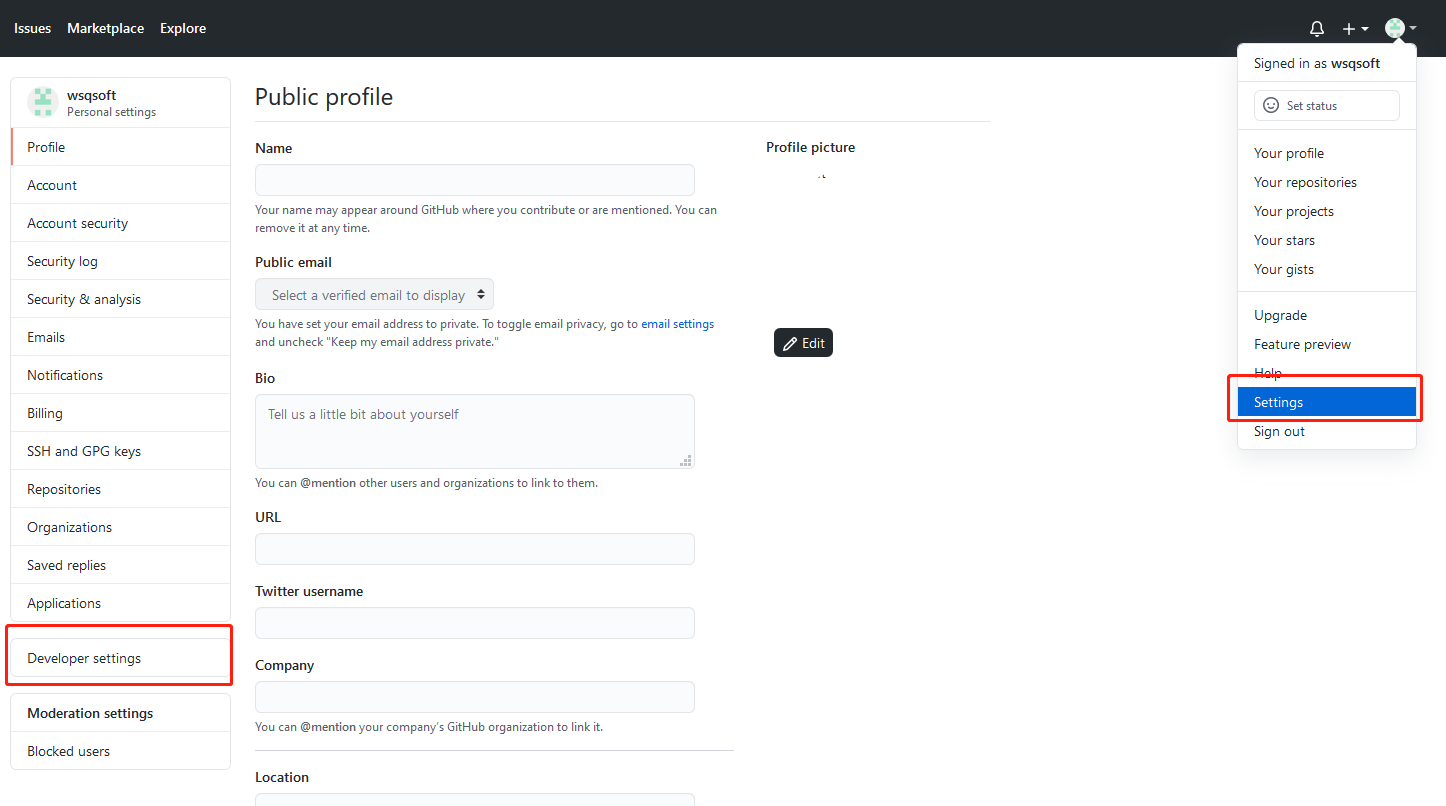 Issues Marketplace Explore
Signed in as wsqsoft
Set status
Your profile
Your repositories
Your projects
Your stars
Your gists
Upgrade
Feature preview
Help
Settings
Sign out
wsqsoft
Personal settings
Profile
Account
Account security
Security log
Security & analysis
Emails
Notifications
Billing
SSH and GPG keys
Repositories
Organizations
Saved replies
Applications
Developer settings
Moderation settings
Blocked users
Public profile
Name
Your name may appear around GitHub where you contribute or are mentioned. You can
remove it at any time.
Public email
Select a verified email to display
You have set your email address to private. To toggle email privacy, go to email settings
and uncheck "Keep my email address private."
Bio
Tell us a little bit about yourself
You can @mention other users and organizations to link to them.
URL
Twitter username
Company
You can @mention your company's GitHub organization to link it.
Location
Profile picture
Edit